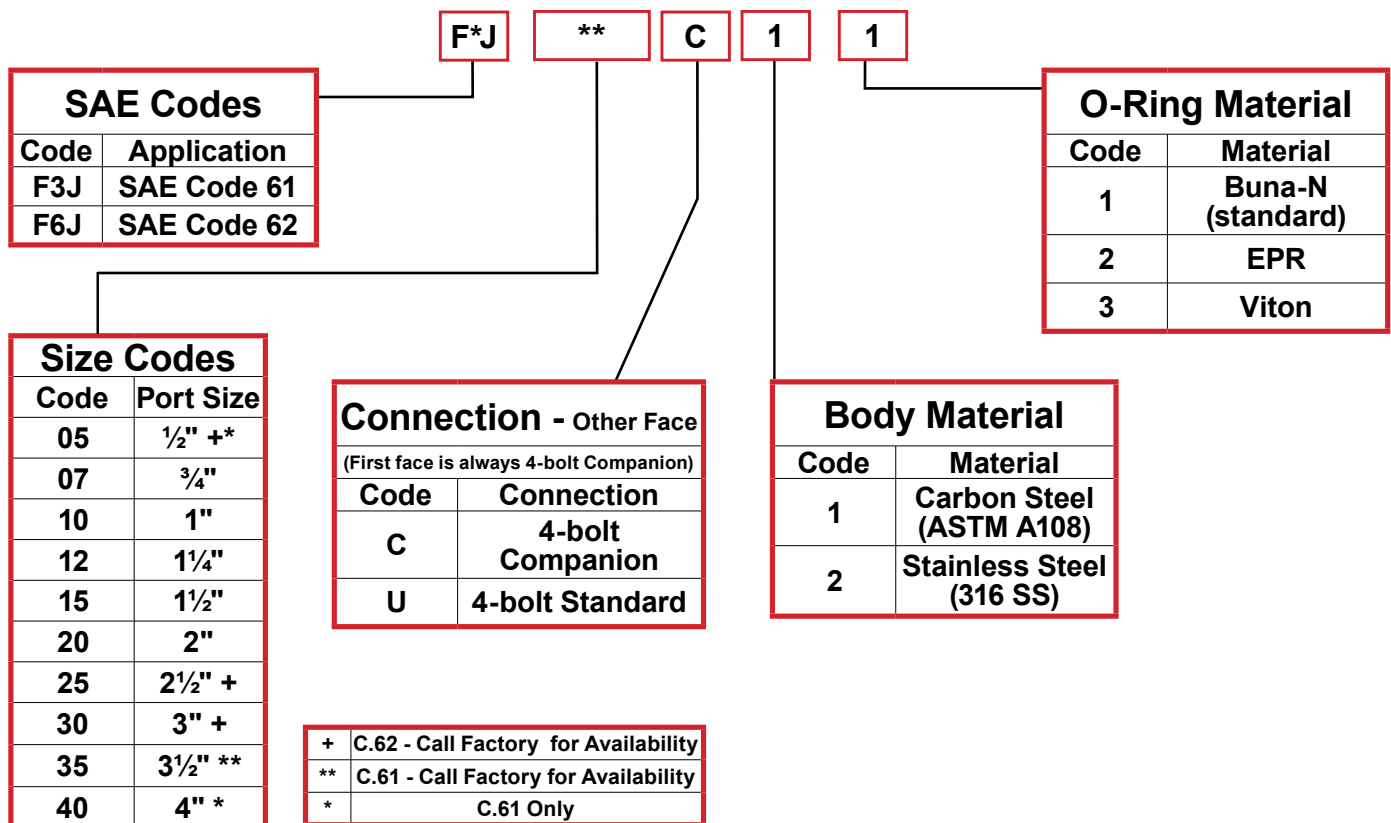 F*J ** C 1 1
SAE Codes
Code Application
F3J SAE Code 61
F6J SAE Code 62
O-Ring Material
Code Material
1 Buna-N
(standard)
2 EPR
3 Viton
Size Codes
Code Port Size
05 ½" +*
07 ¾"
10 1"
12 1¼"
15 1½"
20 2"
25 2½" +
30 3" +
35 3½" **
40 4" *
Connection - Other Face
(First face is always 4-bolt Companion)
Code Connection
C 4-bolt
Companion
U 4-bolt Standard
Body Material
Code Material
1 Carbon Steel
(ASTM A108)
2 Stainless Steel
(316 SS)
+ C.62 - Call Factory for Availability
** C.61 - Call Factory for Availability
* C.61 Only